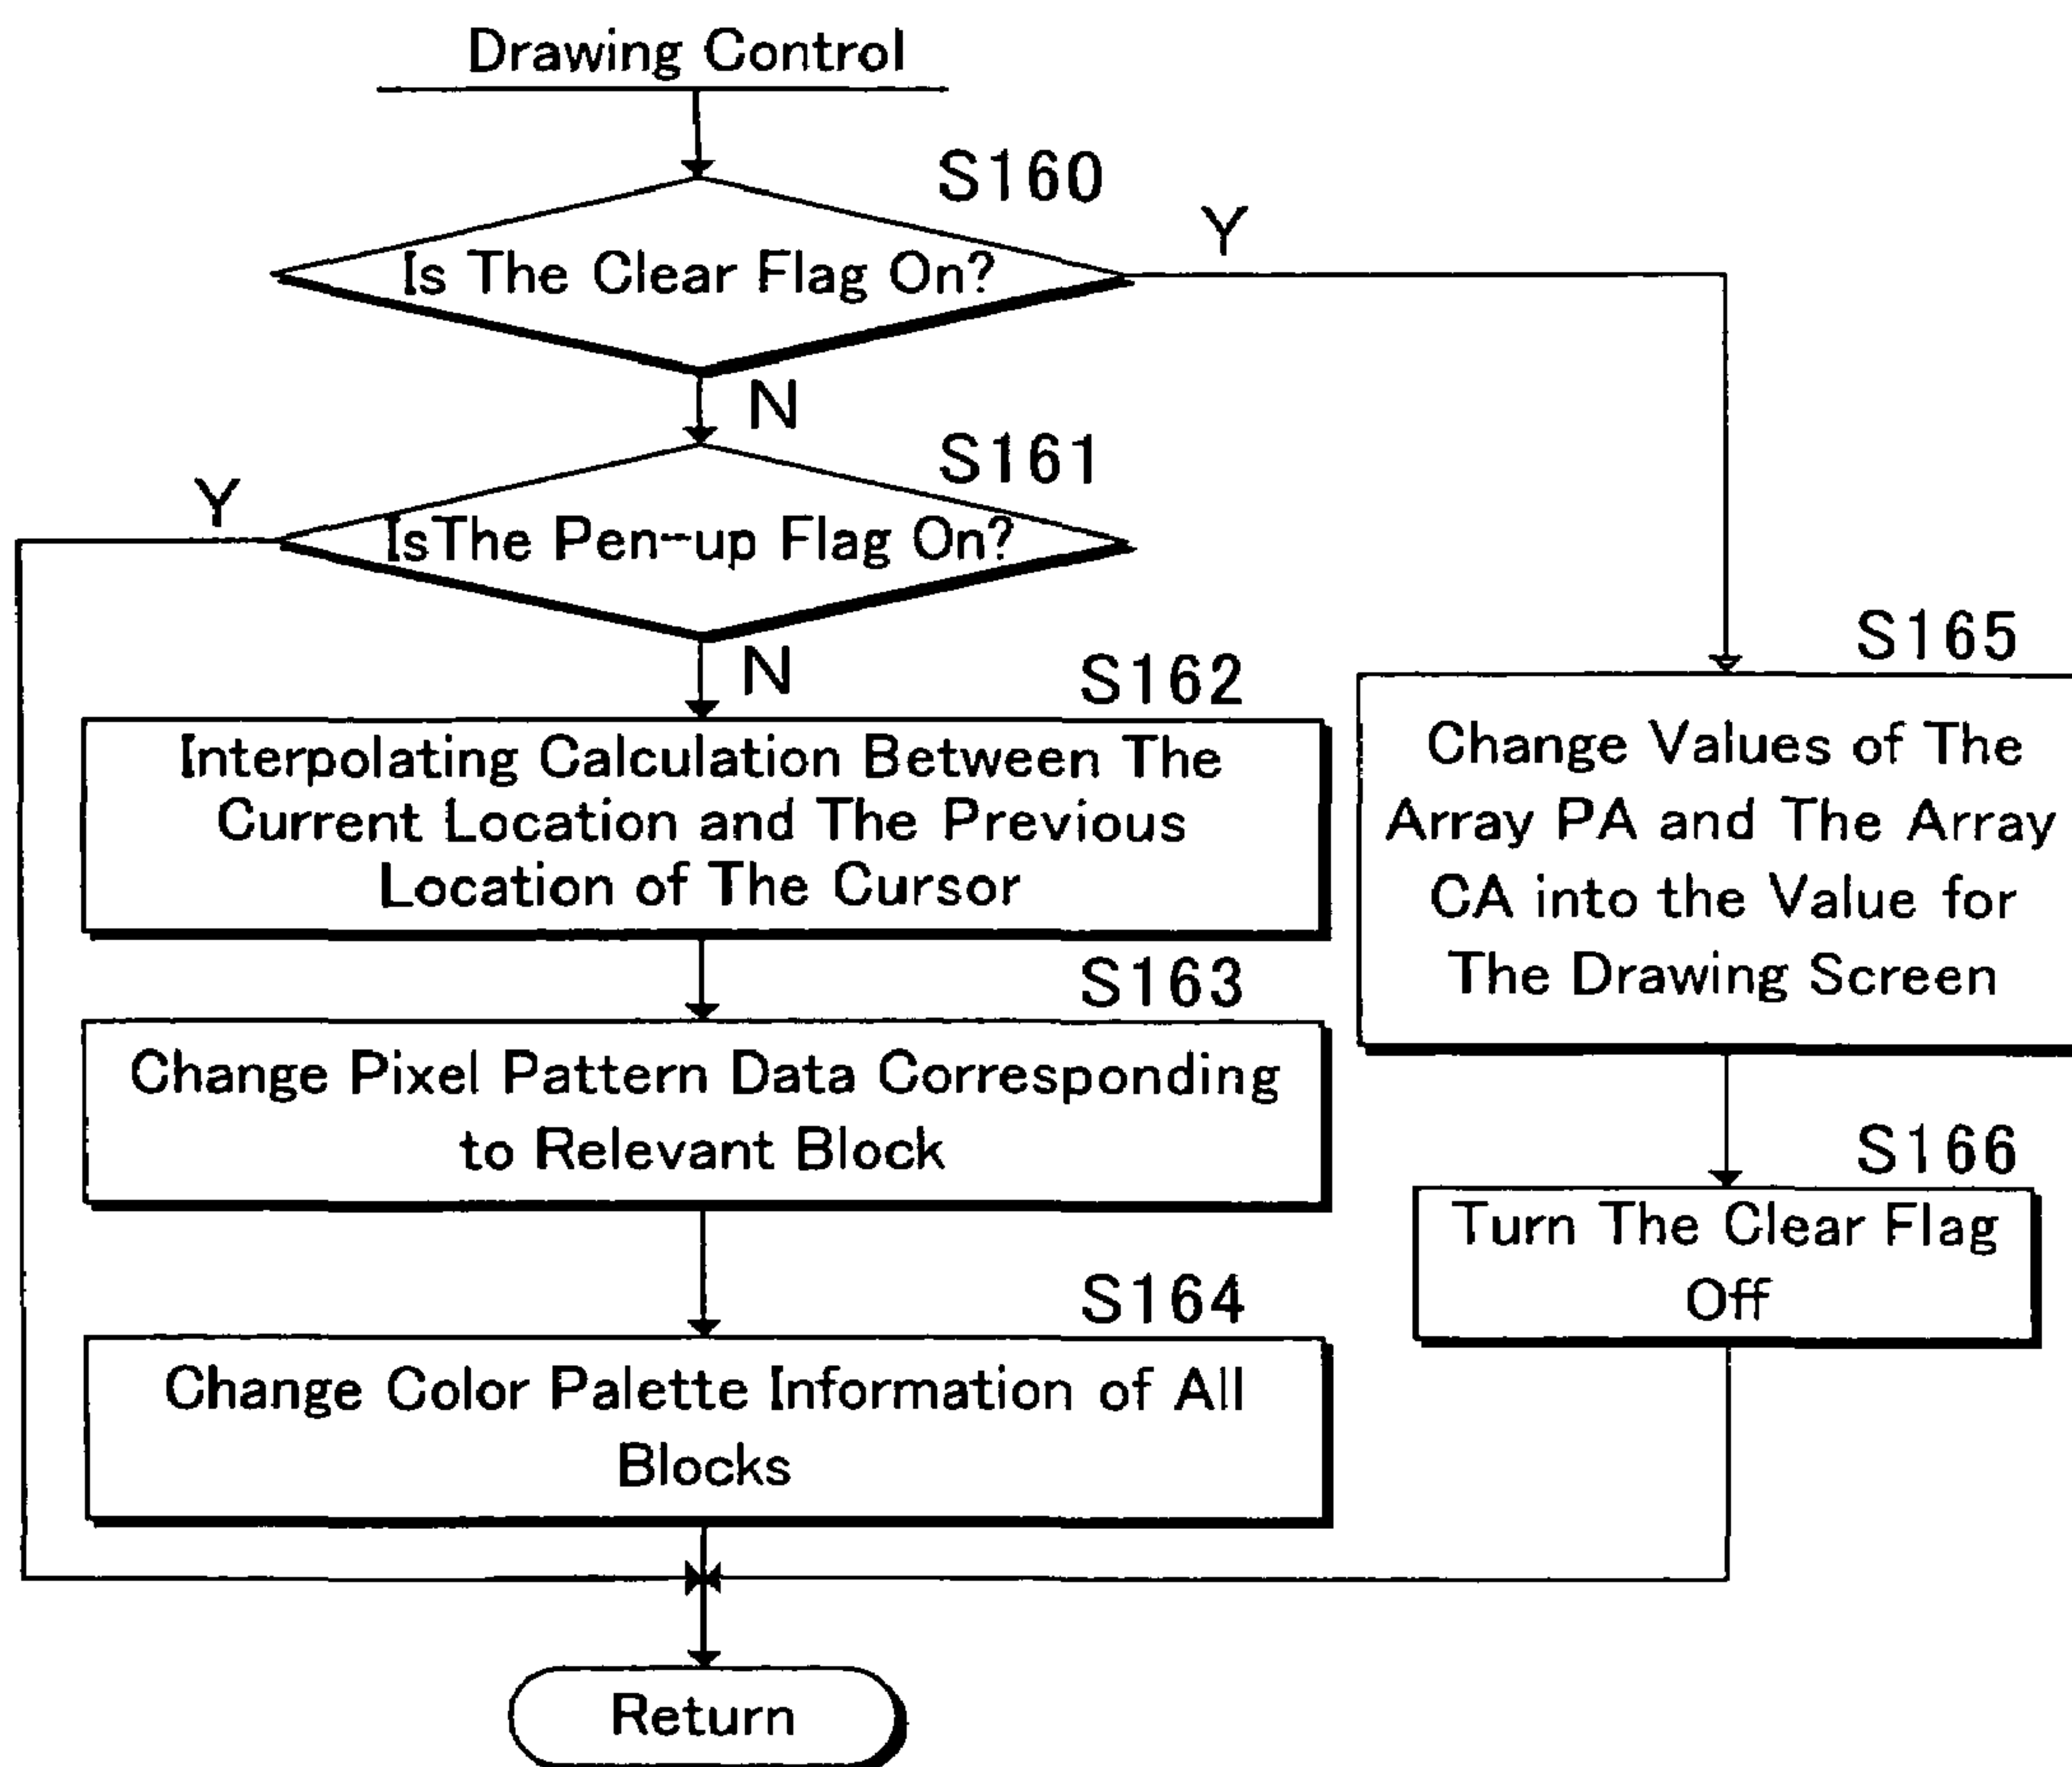 Drawing Control
S160
Y
Is The Clear Flag On?
N
S161
Y
IsThe Pen-up Flag On?
N
S162
Interpolating Calculation Between The
Current Location and The Previous
Location of The Cursor
S163
Change Pixel Pattern Data Corresponding
to Relevant Block
S164
Change Color Palette Information of All
Blocks
S165
Change Values of The
Array PA and The Array
CA into the Value for
The Drawing Screen
S166
Turn The Clear Flag
Off
Return